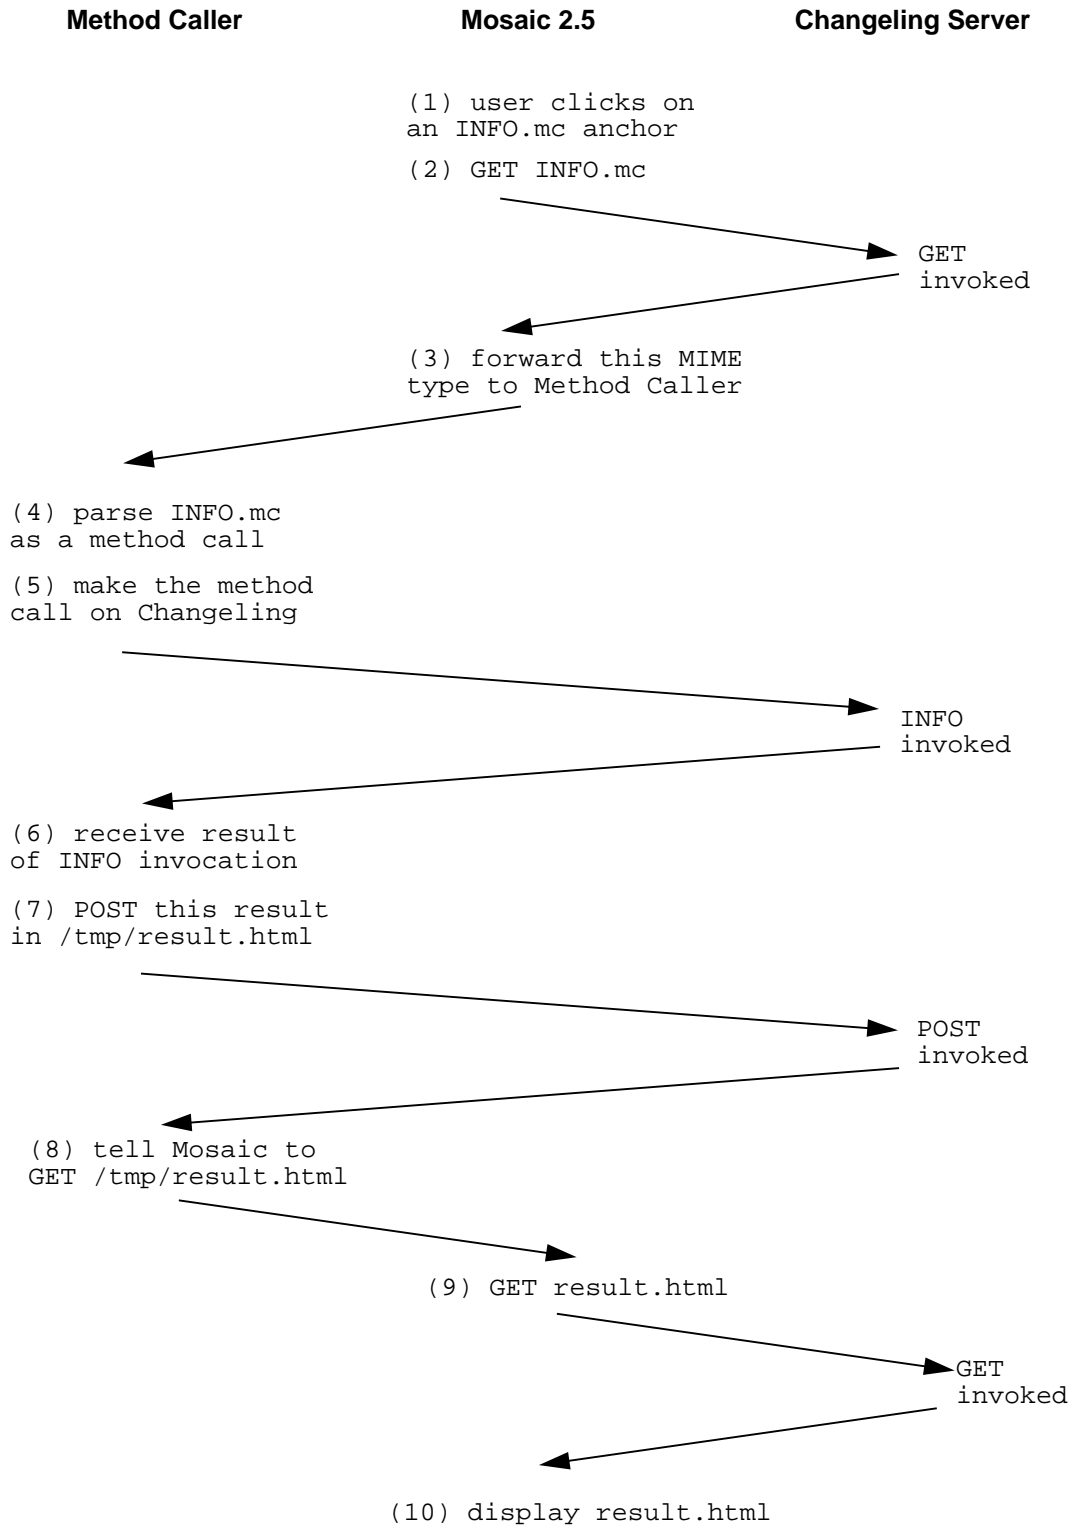 Method Caller
Mosaic 2.5
Changeling Server
(1) user clicks on
an INFO.mc anchor
(2) GET INFO.mc
GET
invoked
(3) forward this MIME
type to Method Caller
(4) parse INFO.mc
as a method call
(5) make the method
call on Changeling
INFO
invoked
(6) receive result
of INFO invocation
(7) POST this result
in /tmp/result.html
POST
invoked
(8) tell Mosaic to
GET /tmp/result.html
(9) GET result.html
GET
invoked
(10) display result.html